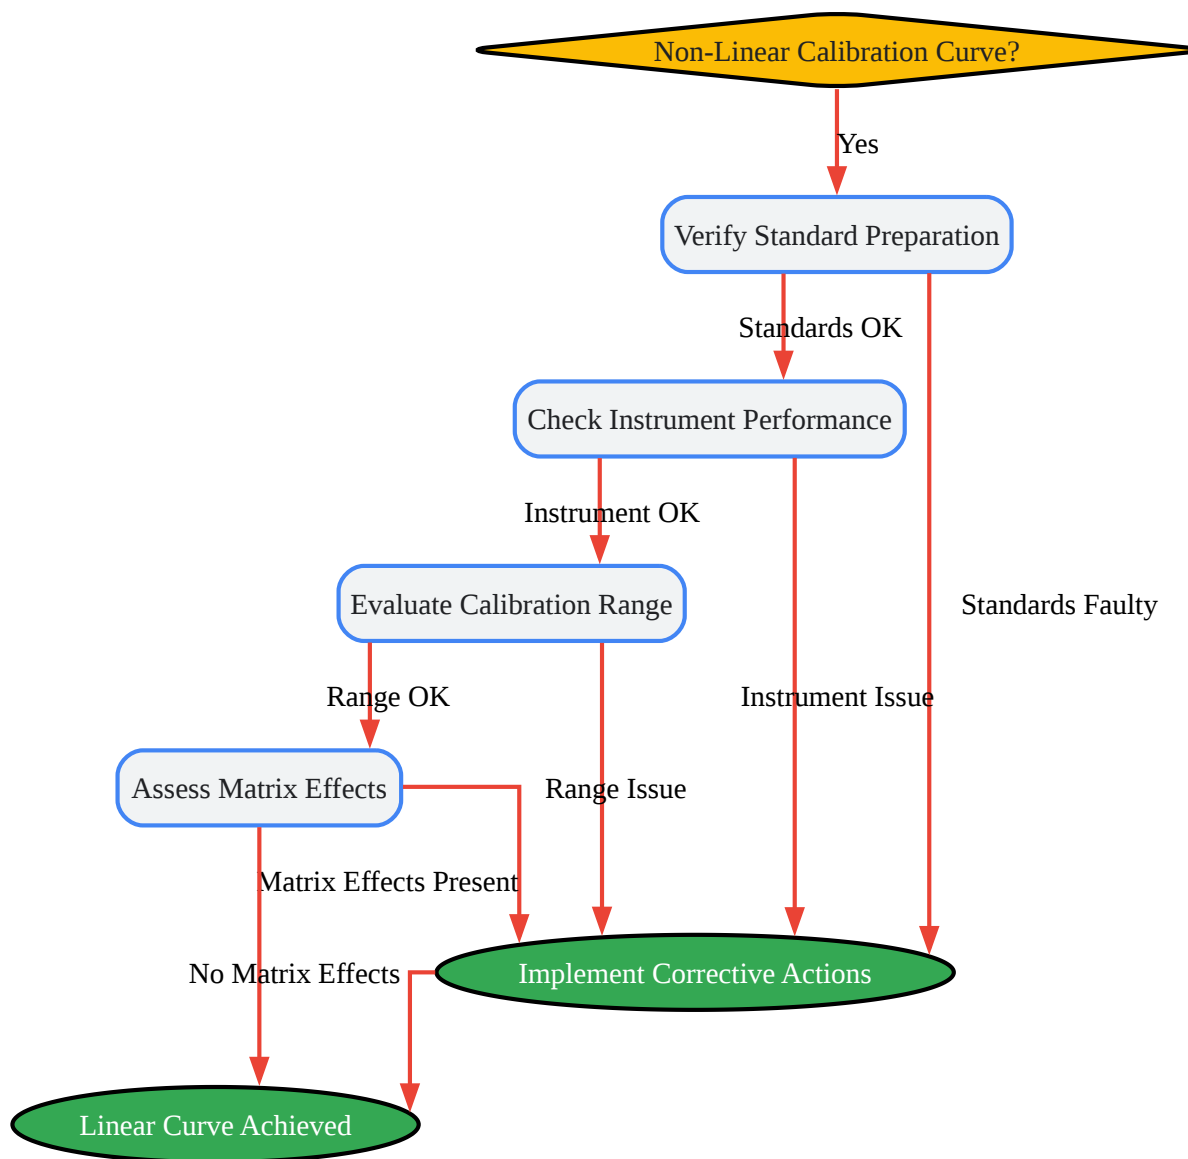 Non-Linear Calibration Curve?
Yes
Verify Standard Preparation
Standards OK
Check Instrument Performance
Instrument OK
Evaluate Calibration Range
Standards Faulty
Range OK
Instrument Issue
Assess Matrix Effects
Range Issue
Matrix Effects Present
No Matrix Effects
Implement Corrective Actions
Linear Curve Achieved